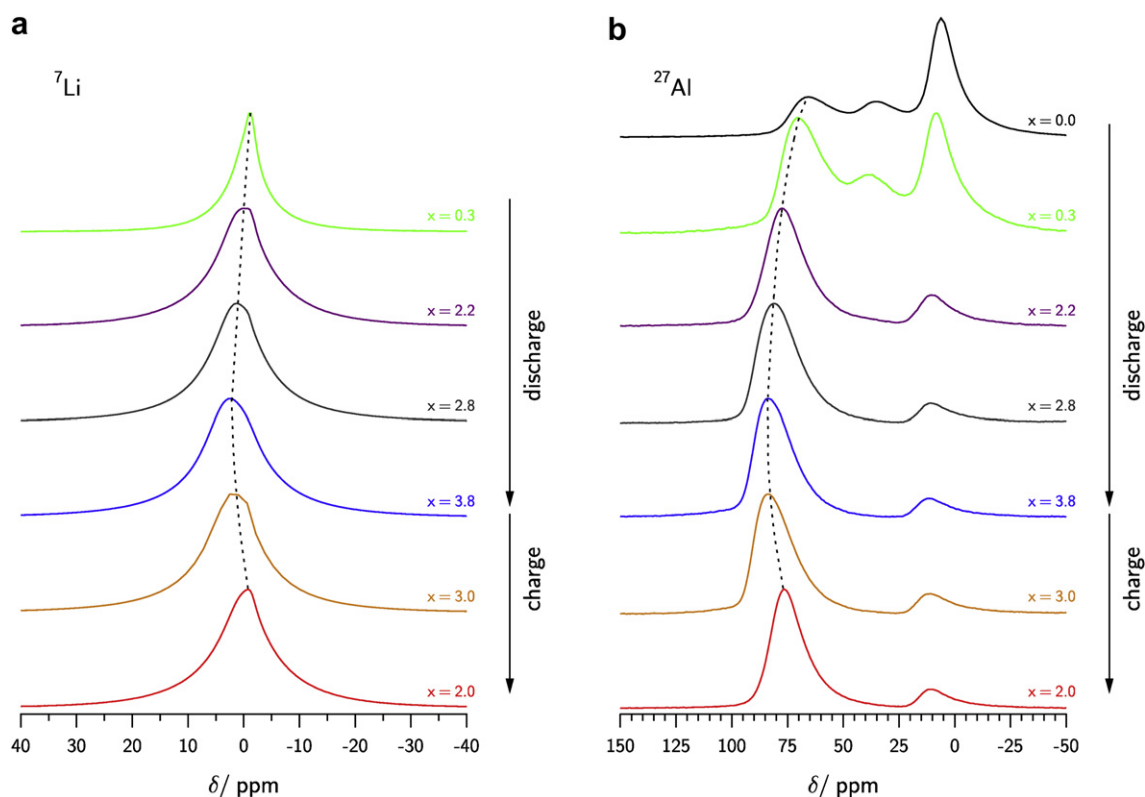 a
⁷Li
x = 0.3
x = 2.2
x = 2.8
x = 3.8
x = 3.0
x = 2.0
discharge
charge
40 30 20 10 0 -10 -20 -30 -40
δ/ ppm
b
²⁷Al
x = 0.0
x = 0.3
x = 2.2
x = 2.8
x = 3.8
x = 3.0
x = 2.0
discharge
charge
150 125 100 75 50 25 0 -25 -50
δ/ ppm